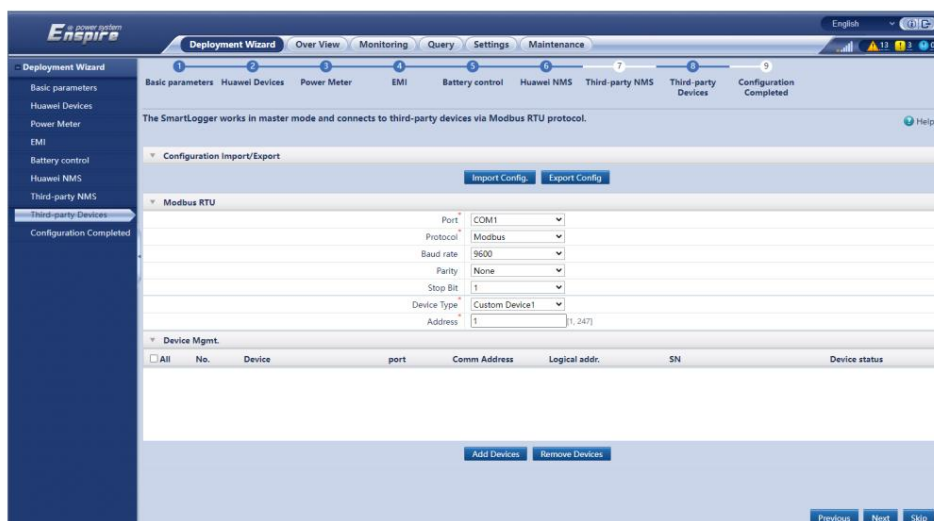 e power system
Enspire
English
Deployment Wizard Over View Monitoring Query Settings Maintenance
13 3
Deployment Wizard
Basic parameters
Huawei Devices
Power Meter
EMI
Battery control
Huawei NMS
Third-party NMS
Third-party Devices
Configuration Completed
1 2 3 4 5 6 7 8 9
Basic parameters Huawei Devices Power Meter EMI Battery control Huawei NMS Third-party NMS Third-party Devices Configuration Completed
The SmartLogger works in master mode and connects to third-party devices via Modbus RTU protocol.
Help
Configuration Import/Export
Import Config. Export Config
Modbus RTU
Port * COM1
Protocol * Modbus
Baud rate 9600
Parity None
Stop Bit 1
Device Type * Custom Device1
Address * 1 [1, 247]
Device Mgmt.
All No. Device port Comm Address Logical addr. SN Device status
Add Devices Remove Devices
Previous Next Skip